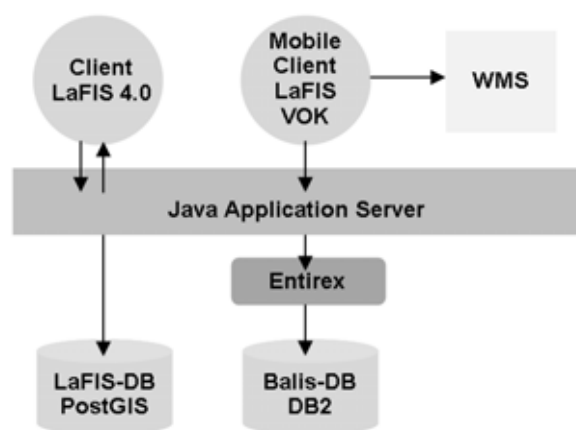 Client
LaFIS 4.0
Mobile
Client
LaFIS
VOK
WMS
Java Application Server
Entirex
LaFIS-DB
PostGIS
Balis-DB
DB2